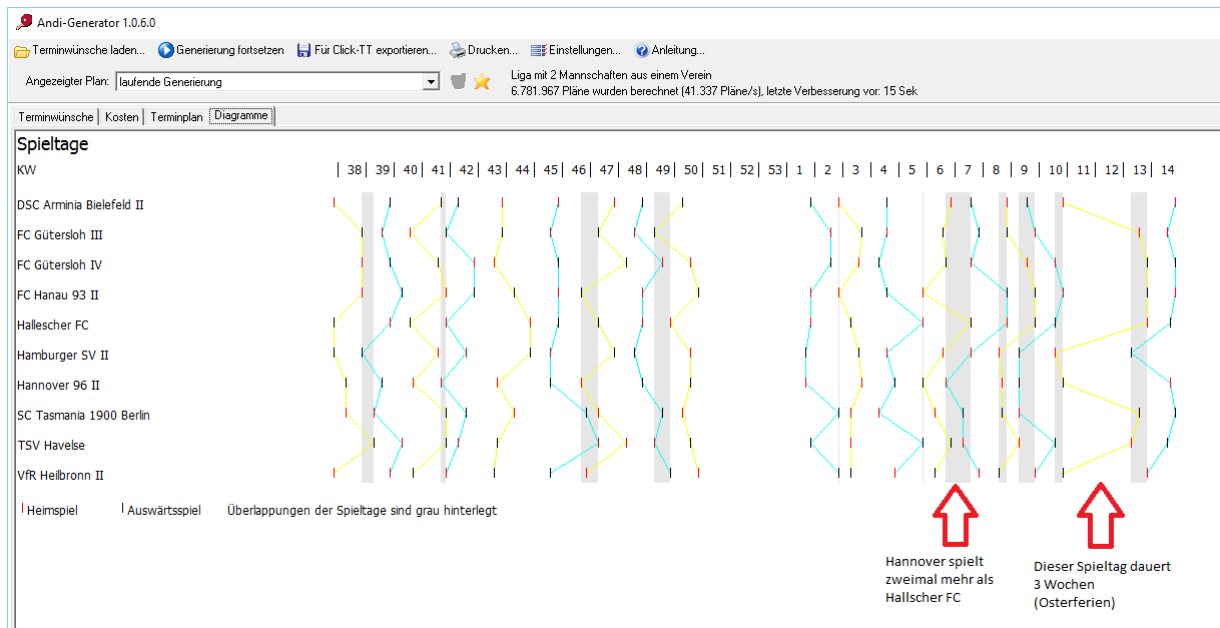 Andi-Generator 1.0.6.0
Terminwünsche laden... Generierung fortsetzen Für Click-TT exportieren... Drucken... Einstellungen... Anleitung...
Angezeigter Plan: laufende Generierung
Liga mit 2 Mannschaften aus einem Verein
6.781.967 Pläne wurden berechnet (41.337 Pläne/s), letzte Verbesserung vor: 15 Sek
Terminwünsche Kosten Terminplan Diagramme
Spieltage
KW | 38 | 39 | 40 | 41 | 42 | 43 | 44 | 45 | 46 | 47 | 48 | 49 | 50 | 51 | 52 | 53 | 1 | 2 | 3 | 4 | 5 | 6 | 7 | 8 | 9 | 10 | 11 | 12 | 13 | 14
DSC Arminia Bielefeld II
FC Gütersloh III
FC Gütersloh IV
FC Hanau 93 II
Hallescher FC
Hamburger SV II
Hannover 96 II
SC Tasmania 1900 Berlin
TSV Havelse
VfR Heilbronn II
Heimspiel Auswärtsspiel Überlappungen der Spieltage sind grau hinterlegt
Hannover spielt
zweimal mehr als
Hallscher FC
Dieser Spieltag dauert
3 Wochen
(Osterferien)